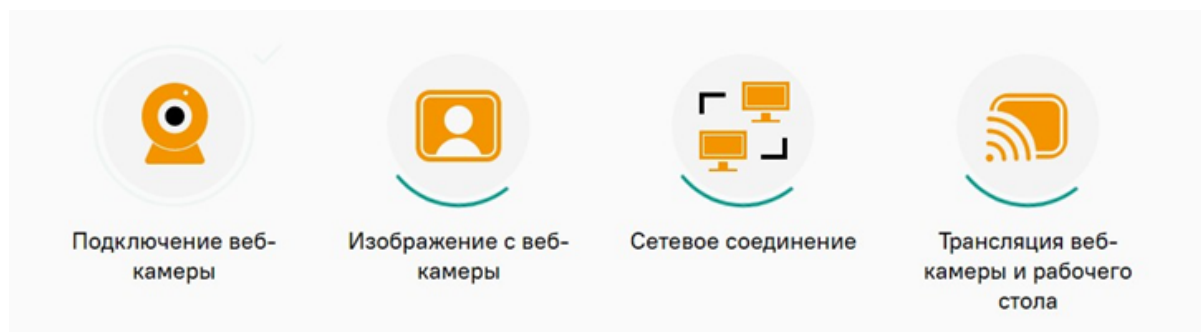 Подключение веб-
камеры
Изображение с веб-
камеры
Сетевое соединение
Трансляция веб-
камеры и рабочего
стола